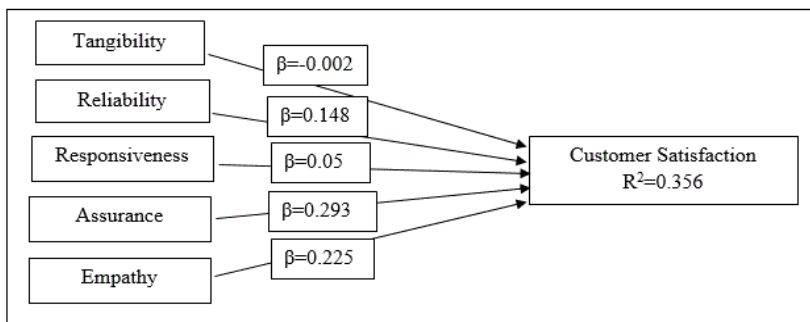 Tangibility
β=-0.002
Reliability
β=0.148
Responsiveness
β=0.05
Customer Satisfaction
R²=0.356
Assurance
β=0.293
Empathy
β=0.225